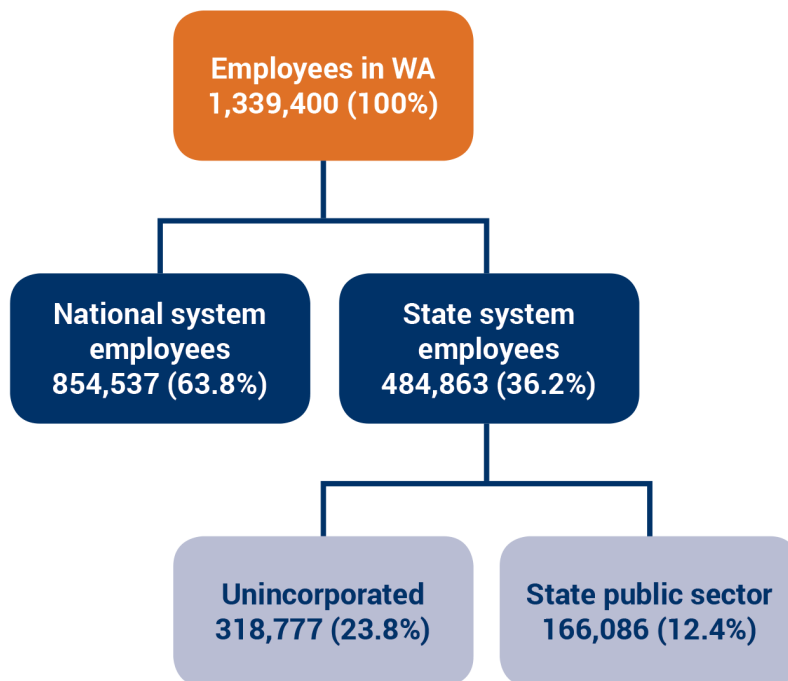 Employees in WA
1,339,400 (100%)
National system
employees
854,537 (63.8%)
State system
employees
484,863 (36.2%)
Unincorporated
318,777 (23.8%)
State public sector
166,086 (12.4%)